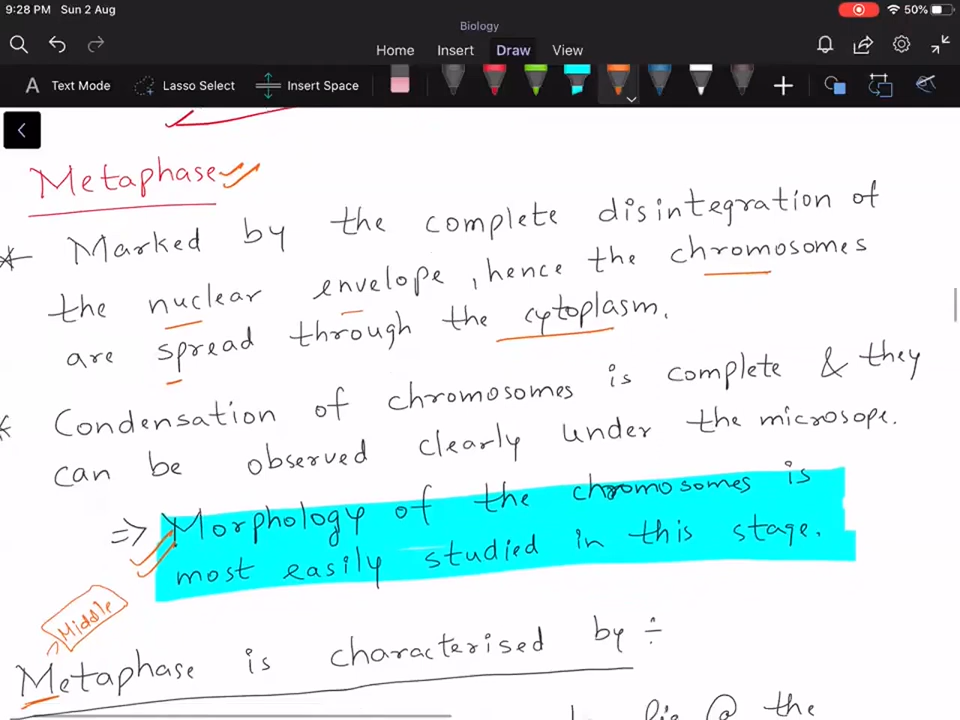 9:28 PM Sun 2 Aug 50%
Biology
Home Insert Draw View
Text Mode Lasso Select Insert Space
Metaphase
* Marked by the complete disintegration of
the nuclear envelope, hence the chromosomes
are spread through the cytoplasm.
* Condensation of chromosomes is complete & they
can be observed clearly under the microsope.
=> Morphology of the chromosomes is
most easily studied in this stage.
Middle
Metaphase is characterised by ÷
@ the